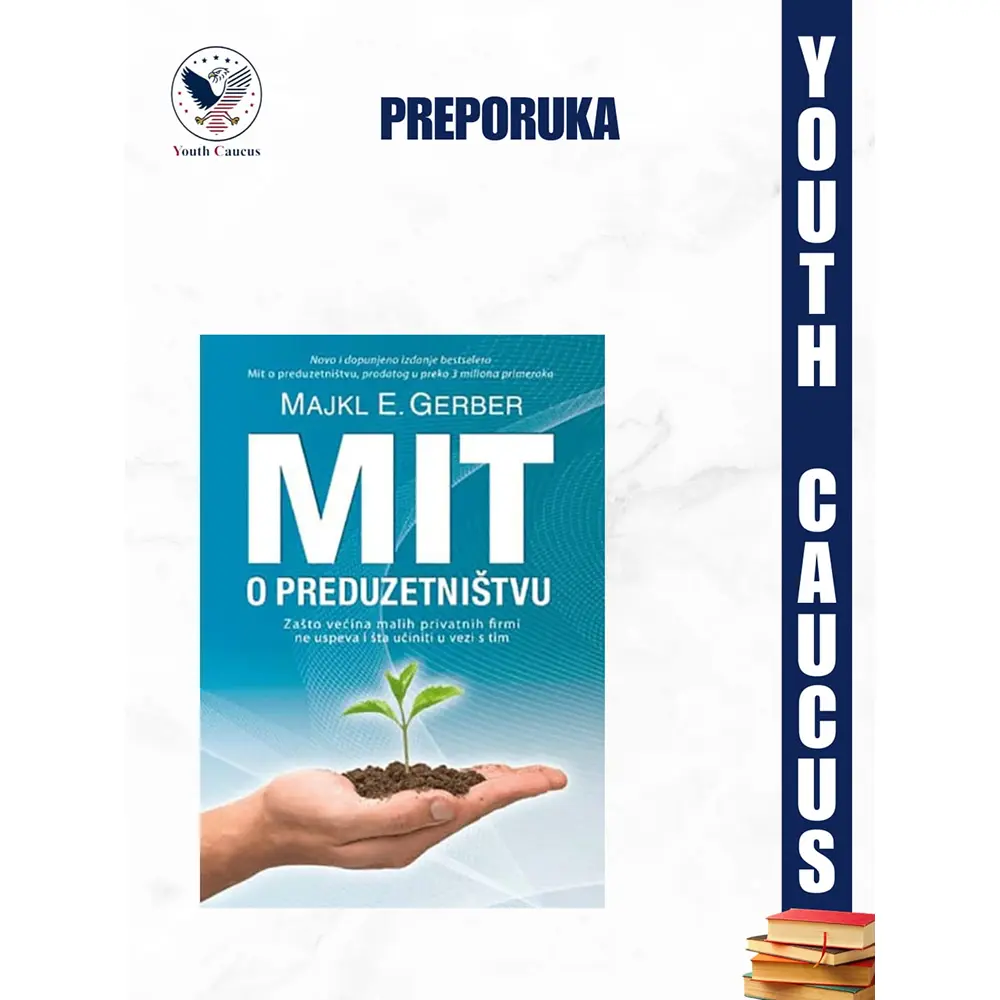 Youth Caucus
PREPORUKA
YOUTH CAUCUS
Novo i dopunjeno izdanje bestselera
Mit o preduzetništvu, prodatog u preko 3 miliona primeraka
MAJKL E. GERBER
MIT
O PREDUZETNIŠTVU
Zašto većina malih privatnih firmi
ne uspeva i šta učiniti u vezi s tim